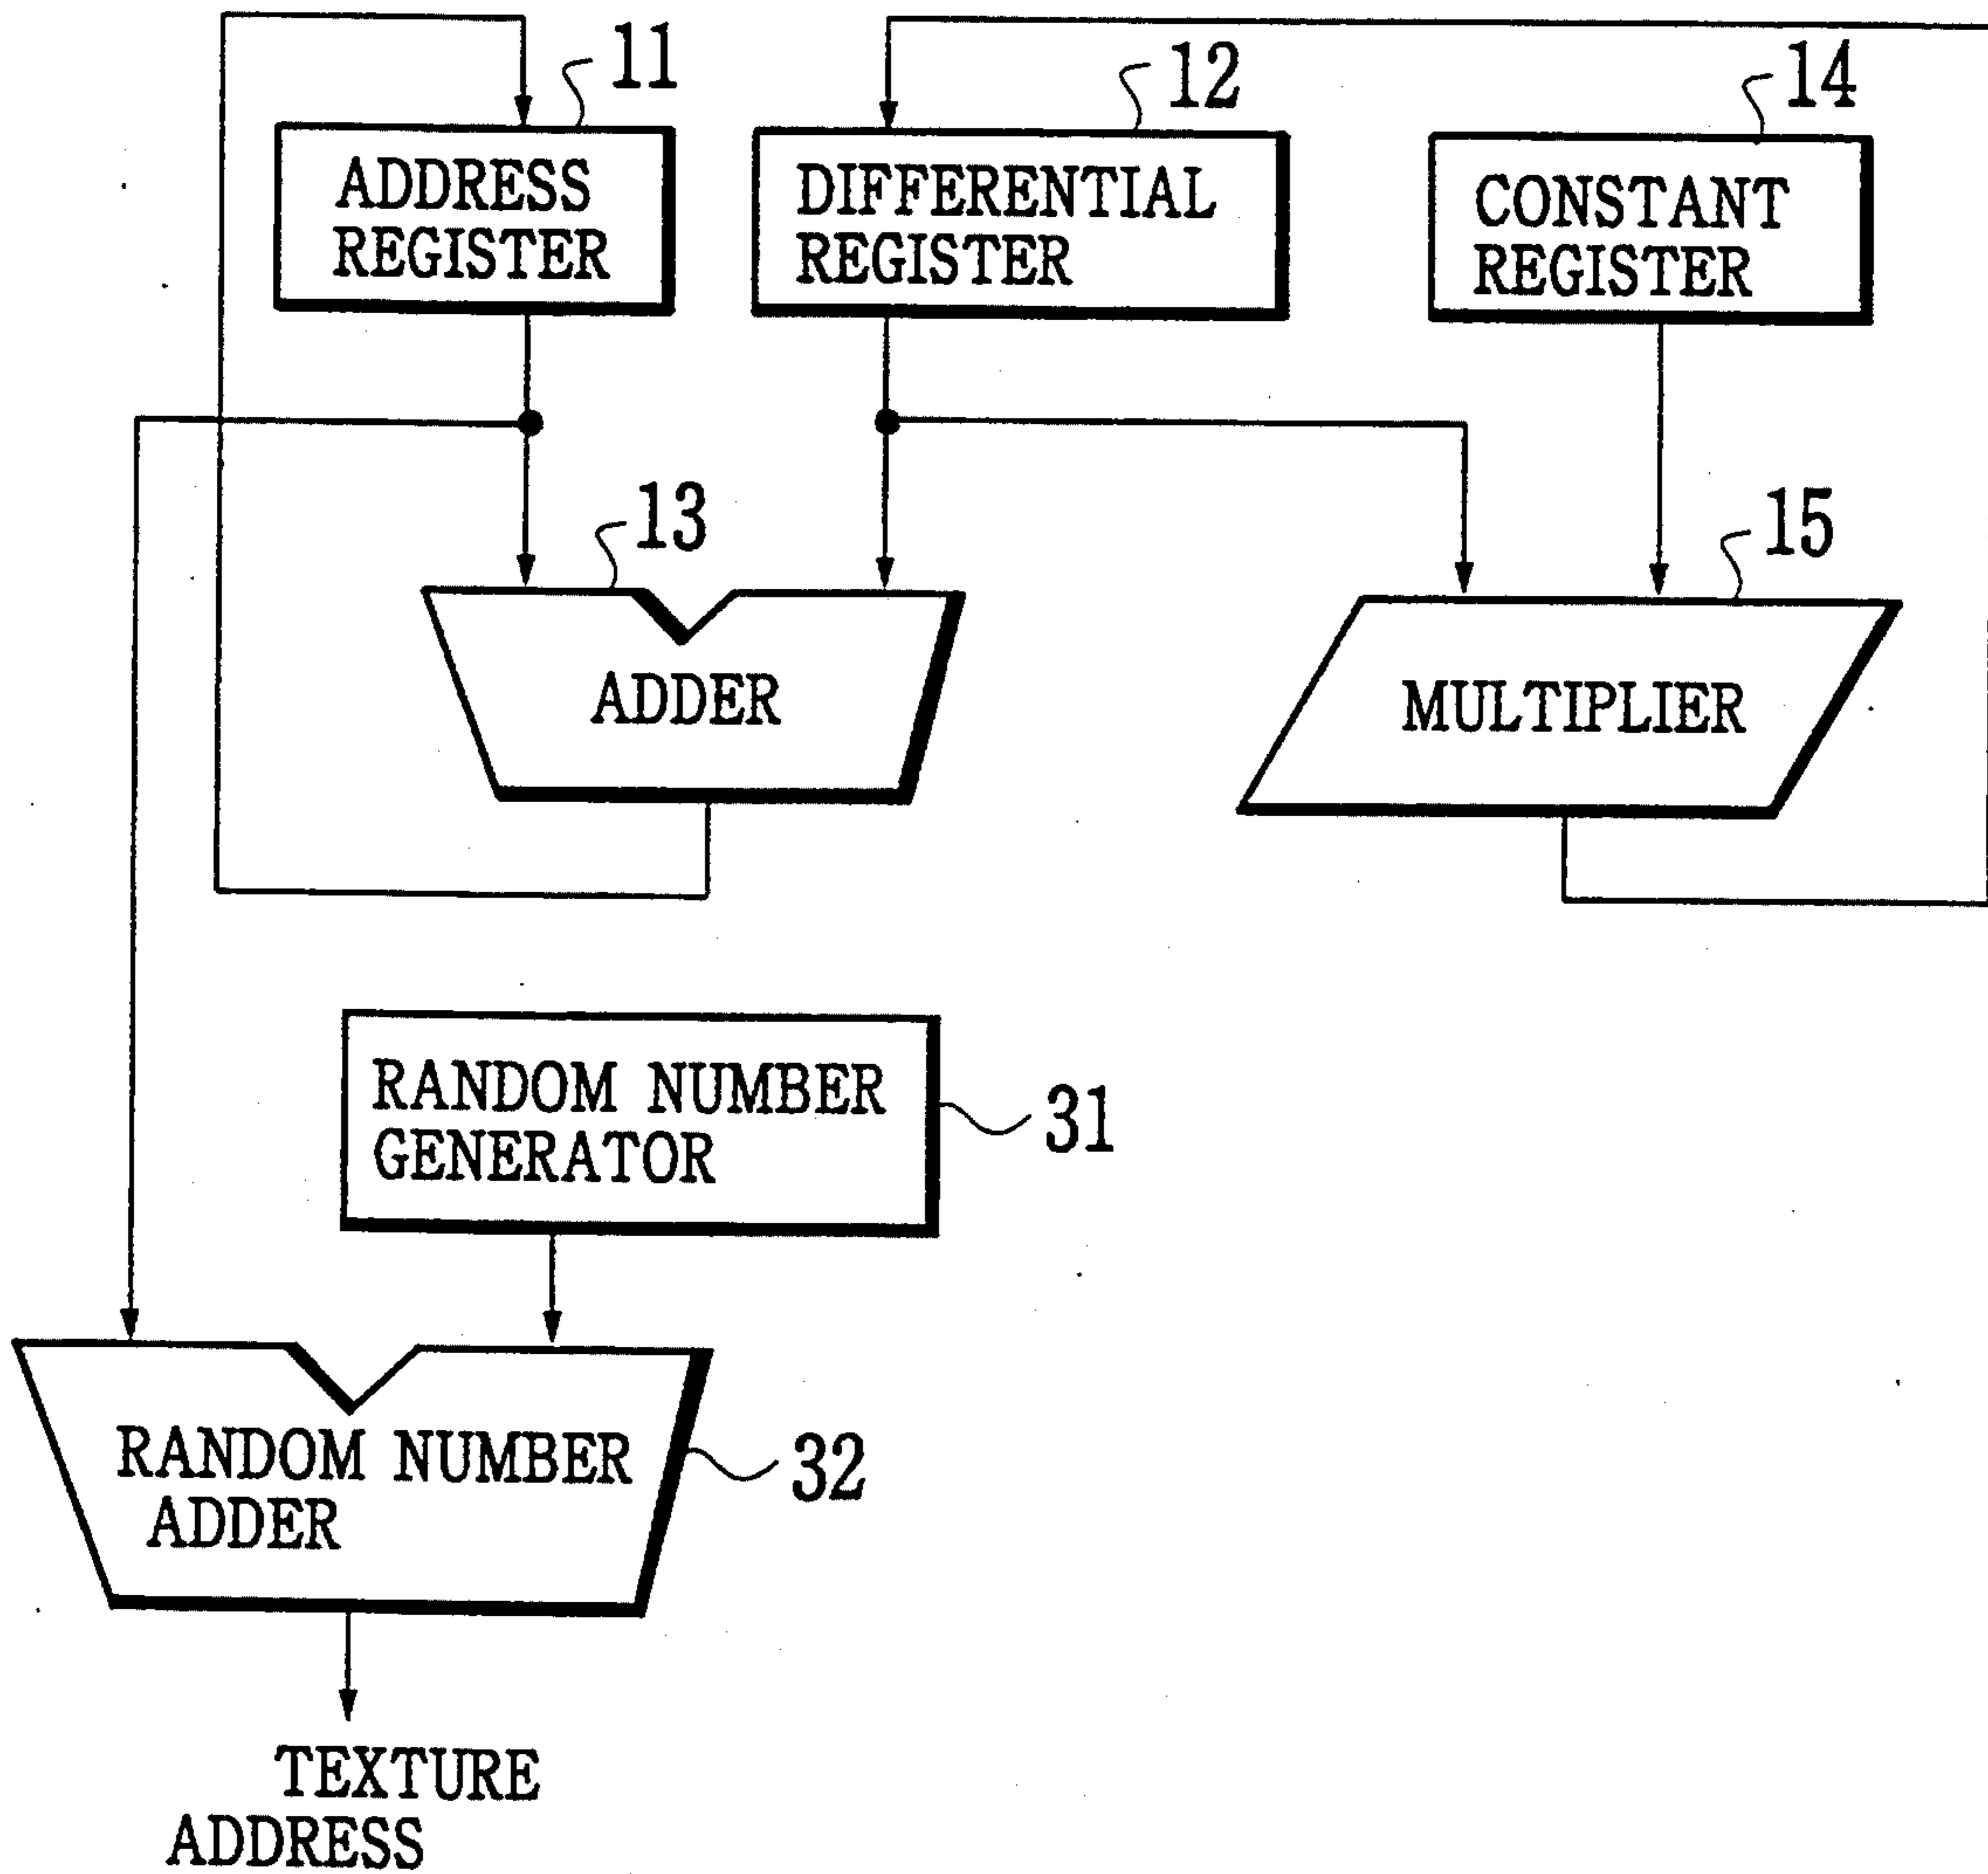 11
12
14
ADDRESS
REGISTER
DIFFERENTIAL
REGISTER
CONSTANT
REGISTER
13
15
ADDER
MULTIPLIER
RANDOM NUMBER
GENERATOR
31
RANDOM NUMBER
ADDER
32
TEXTURE
ADDRESS